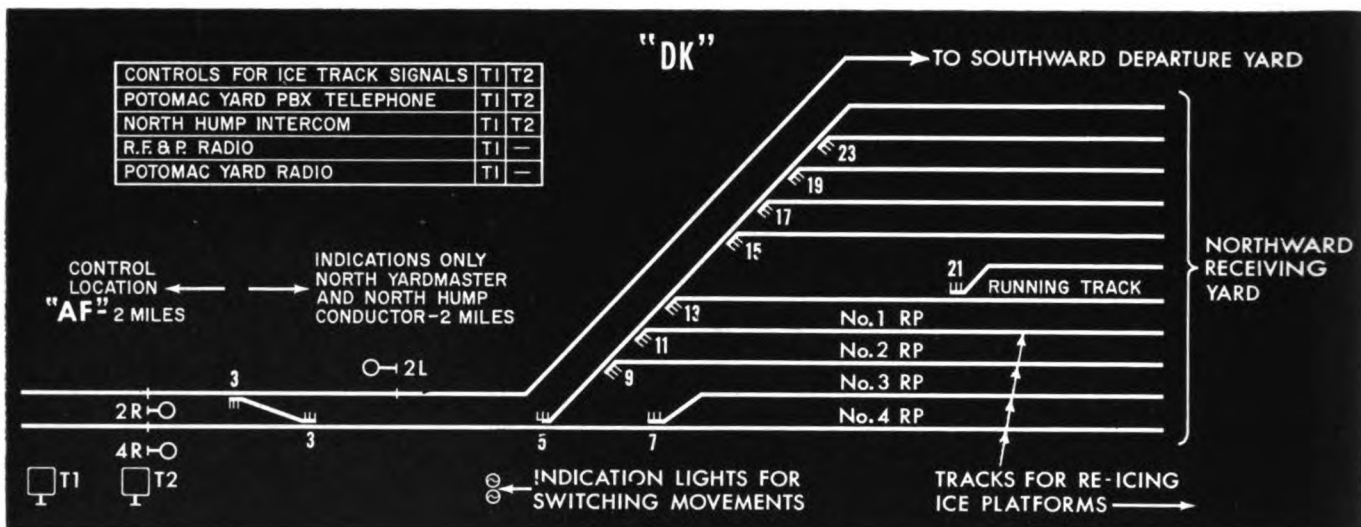 "DK"
TO SOUTHWARD DEPARTURE YARD
CONTROLS FOR ICE TRACK SIGNALS T1 T2
POTOMAC YARD PBX TELEPHONE T1 T2
NORTH HUMP INTERCOM T1 T2
R.F. & P. RADIO T1 —
POTOMAC YARD RADIO T1 —
CONTROL
LOCATION
"AF"- 2 MILES
INDICATIONS ONLY
NORTH YARDMASTER
AND NORTH HUMP
CONDUCTOR-2 MILES
23
19
17
15
21
RUNNING TRACK
13
No.1 RP
11
No.2 RP
9
No.3 RP
No.4 RP
NORTHWARD
RECEIVING
YARD
2L
3
2R
3
5
7
4R
T1
T2
INDICATION LIGHTS FOR
SWITCHING MOVEMENTS
TRACKS FOR RE-ICING
ICE PLATFORMS